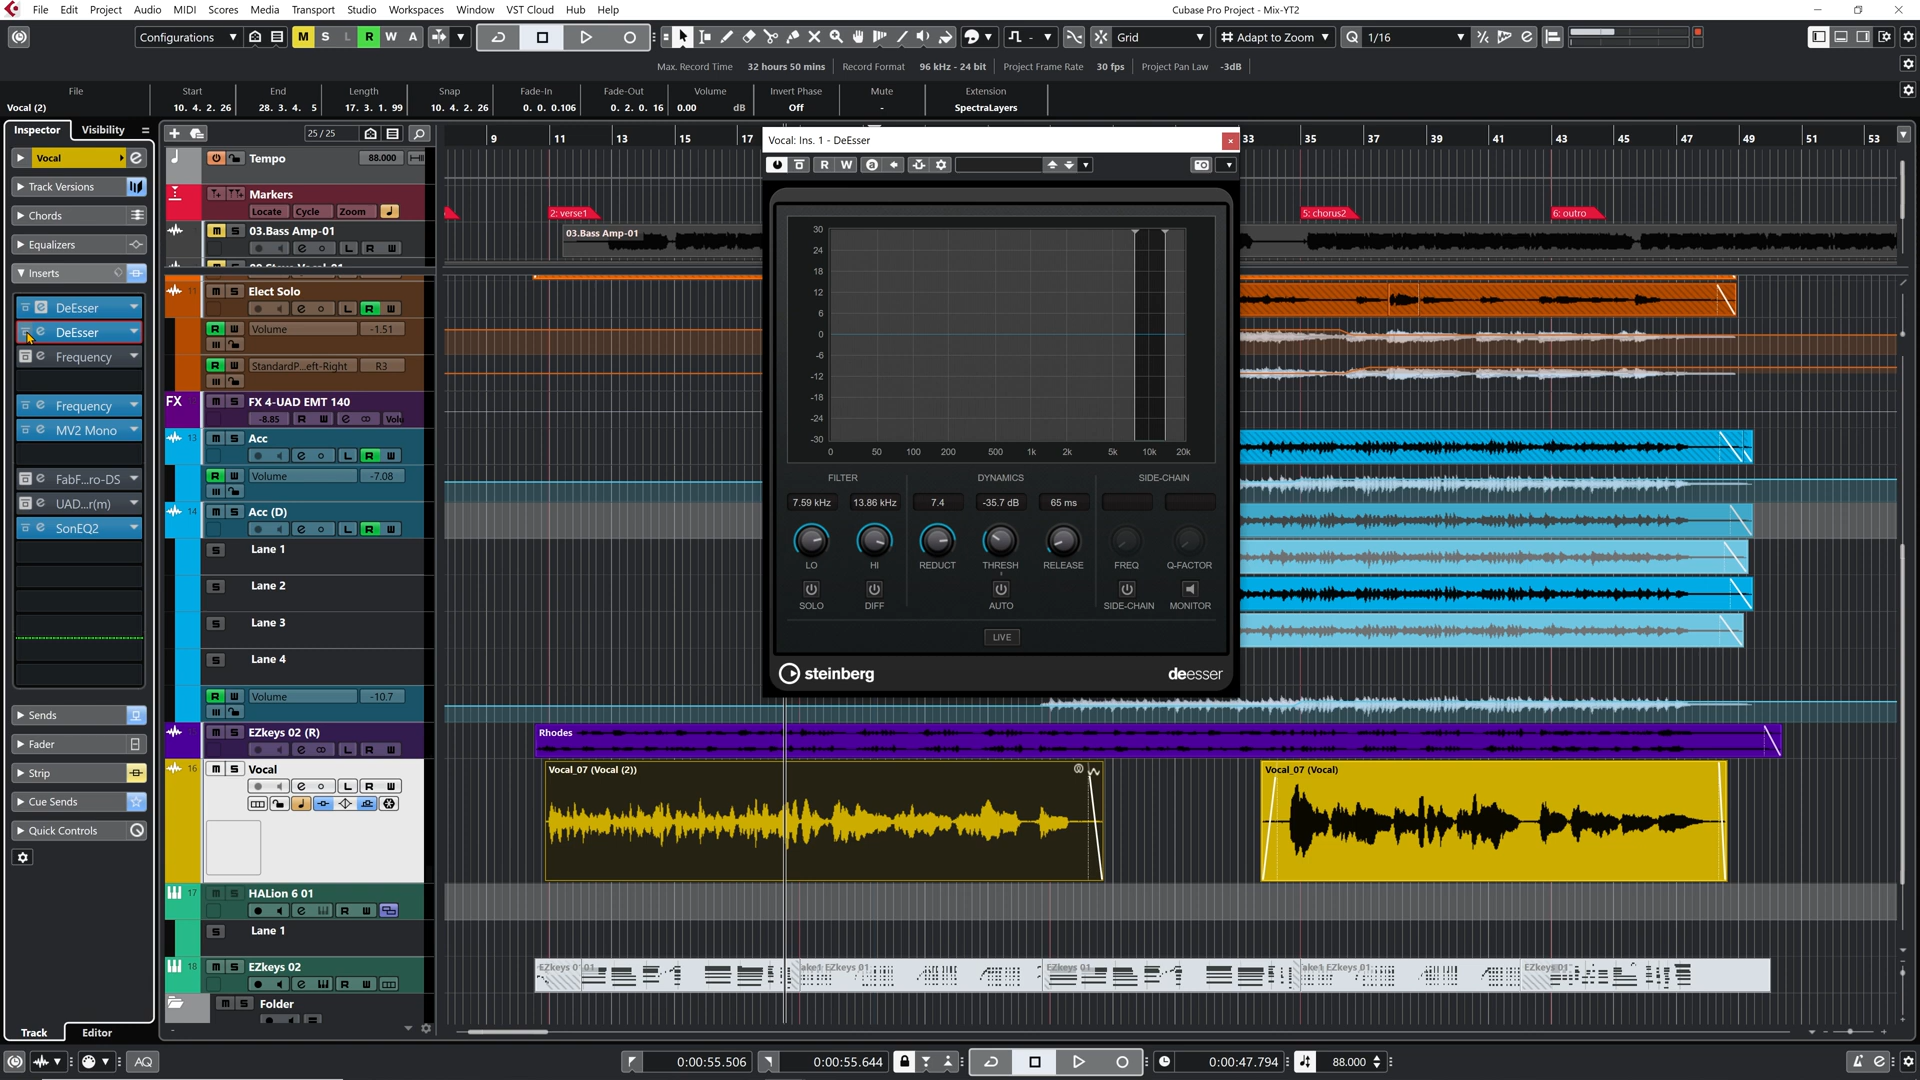 File Edit Project Audio MIDI Scores Media Transport Studio Workspaces Window VST Cloud Hub Help
Cubase Pro Project - Mix-YT2
Configurations M S L R W A Grid Adapt to Zoom Q 1/16
Max. Record Time 32 hours 50 mins Record Format 96 kHz - 24 bit Project Frame Rate 30 fps Project Pan Law -3dB
File Start End Length Snap Fade-In Fade-Out Volume Invert Phase Mute Extension
Vocal (2) 10. 4. 2. 26 28. 3. 4. 5 17. 3. 1. 99 10. 4. 2. 26 0. 0. 0.106 0. 2. 0. 16 0.00 dB Off - SpectraLayers
Inspector Visibility 25 / 25
9 11 13 15 17 33 35 37 39 41 43 45 47 49 51 53
Vocal
Track Versions
Chords
Equalizers
Inserts
DeEsser
DeEsser
Frequency
Frequency
MV2 Mono
FabF...ro-DS
UAD...r(m)
SonEQ2
Sends
Fader
Strip
Cue Sends
Quick Controls
Track Editor
Tempo 88.000
Markers
Locate Cycle Zoom
2: verse1 5: chorus2 6: outro
M S 03.Bass Amp-01
L R W
03.Bass Amp-01
11 m S Elect Solo
e L R W
R W Volume -1.51
R W StandardP...eft-Right R3
FX m S FX 4-UAD EMT 140
-8.85 R W e Volu
13 m S Acc
e L R W
R W Volume -7.08
14 m S Acc (D)
e L R W
S Lane 1
S Lane 2
S Lane 3
S Lane 4
R W Volume -10.7
m S EZkeys 02 (R)
e L R W
Rhodes
16 m S Vocal
e L R W
Vocal_07 (Vocal (2))
Vocal_07 (Vocal)
17 m S HALion 6 01
e R W
S Lane 1
18 m S EZkeys 02
e R W
EZkeys 01 EZkeys 01 EZkeys 01 EZkeys 01
m S Folder
Vocal: Ins. 1 - DeEsser
R W
30
24
18
12
6
0
-6
-12
-18
-24
-30
0 50 100 200 500 1k 2k 5k 10k 20k
FILTER DYNAMICS SIDE-CHAIN
7.59 kHz 13.86 kHz 7.4 -35.7 dB 65 ms
LO HI REDUCT THRESH RELEASE FREQ Q-FACTOR
SOLO DIFF AUTO SIDE-CHAIN MONITOR
LIVE
steinberg deesser
AQ 0:00:55.506 0:00:55.644 0:00:47.794 88.000